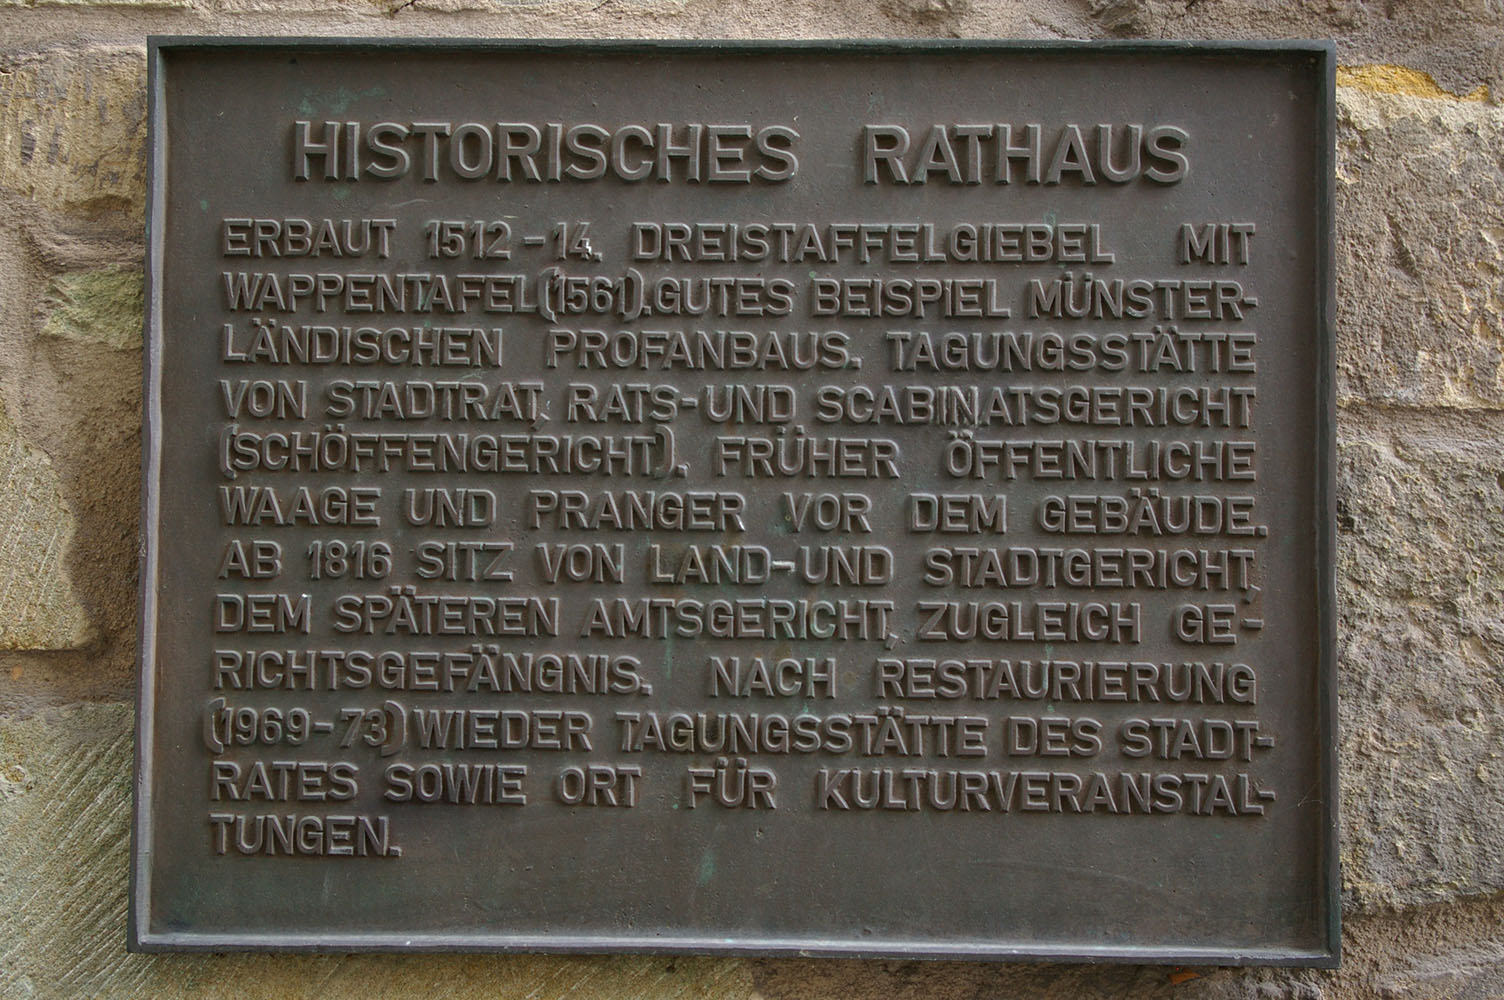 HISTORISCHES RATHAUS
ERBAUT 1512-14. DREISTAFFELGIEBEL MIT
WAPPENTAFEL (1561). GUTES BEISPIEL MÜNSTER-
LÄNDISCHEN PROFANBAUS. TAGUNGSSTÄTTE
VON STADTRAT, RATS- UND SCABINATSGERICHT
(SCHÖFFENGERICHT). FRÜHER ÖFFENTLICHE
WAAGE UND PRANGER VOR DEM GEBÄUDE.
AB 1816 SITZ VON LAND- UND STADTGERICHT,
DEM SPÄTEREN AMTSGERICHT, ZUGLEICH GE-
RICHTSGEFÄNGNIS. NACH RESTAURIERUNG
(1969-73) WIEDER TAGUNGSSTÄTTE DES STADT-
RATES SOWIE ORT FÜR KULTURVERANSTAL-
TUNGEN.